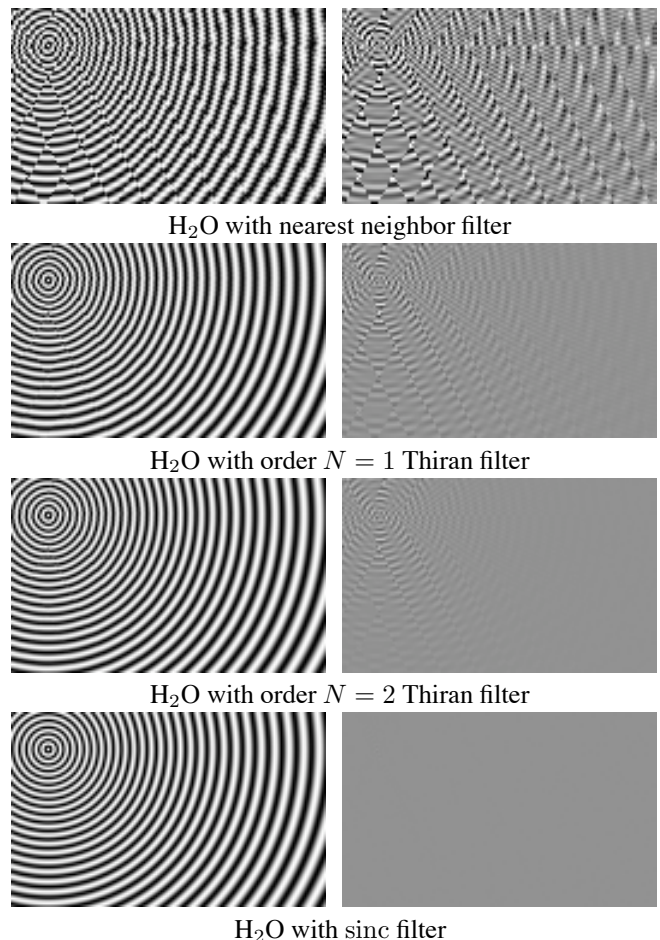 H₂O with nearest neighbor filter
H₂O with order N = 1 Thiran filter
H₂O with order N = 2 Thiran filter
H₂O with sinc filter